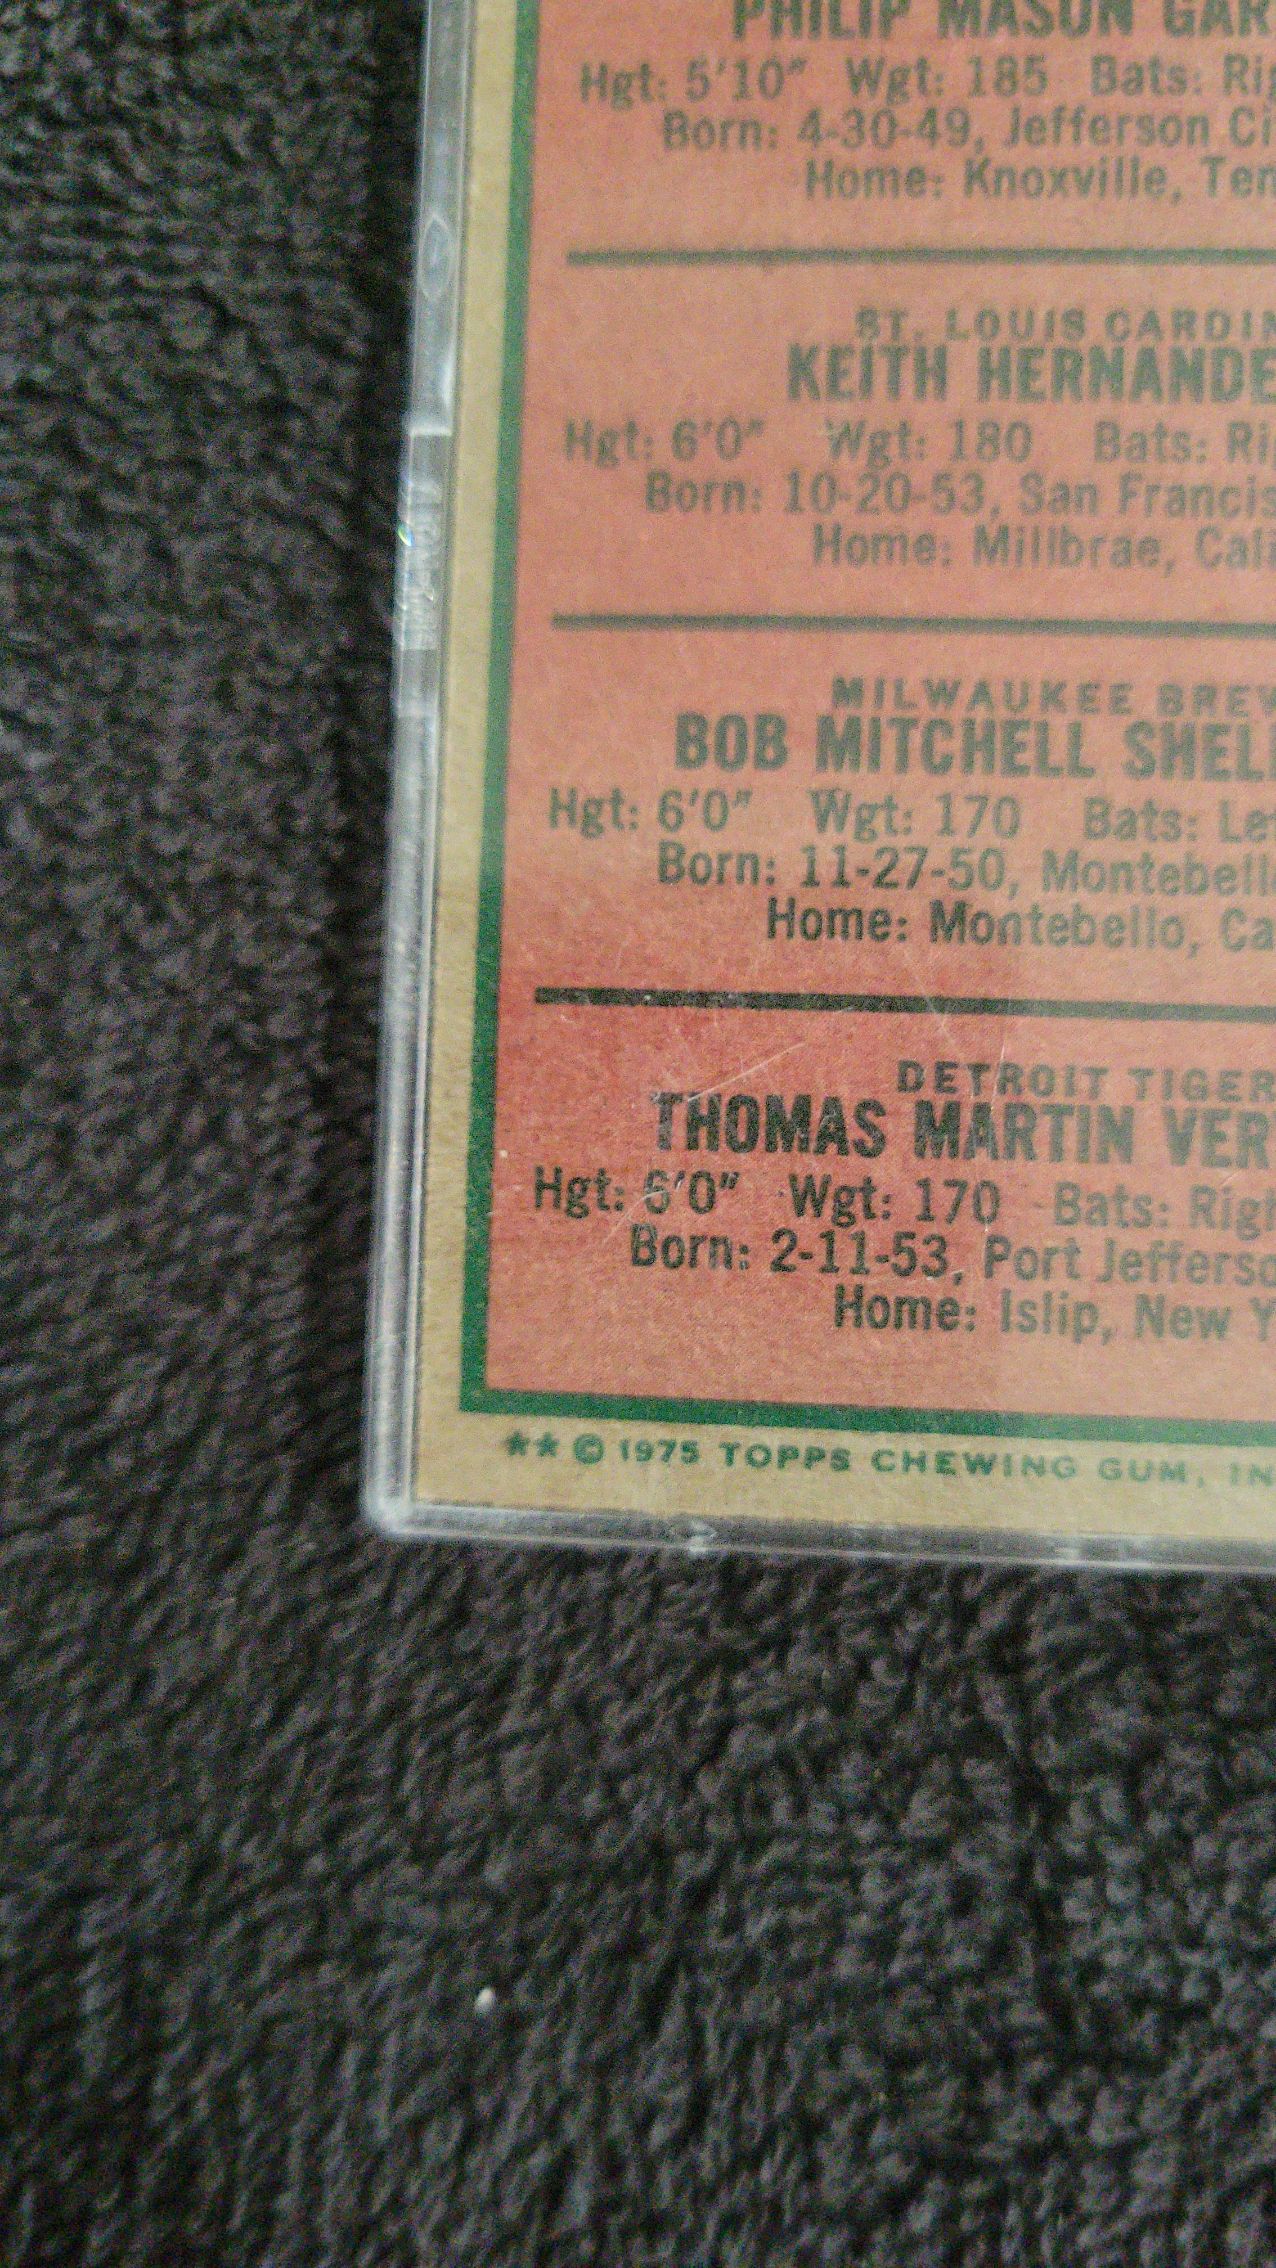 PHILIP MASON GAR
Hgt: 5'10" Wgt: 185 Bats: Rig
Born: 4-30-49, Jefferson Ci
Home: Knoxville, Ten
ST. LOUIS CARDIN
KEITH HERNANDE
Hgt: 6'0" Wgt: 180 Bats: Rig
Born: 10-20-53, San Francis
Home: Millbrae, Cali
MILWAUKEE BREW
BOB MITCHELL SHEL
Hgt: 6'0" Wgt: 170 Bats: Lef
Born: 11-27-50, Montebello
Home: Montebello, Ca
DETROIT TIGER
THOMAS MARTIN VER
Hgt: 6'0" Wgt: 170 Bats: Righ
Born: 2-11-53, Port Jefferso
Home: Islip, New Y
★★ © 1975 TOPPS CHEWING GUM, IN